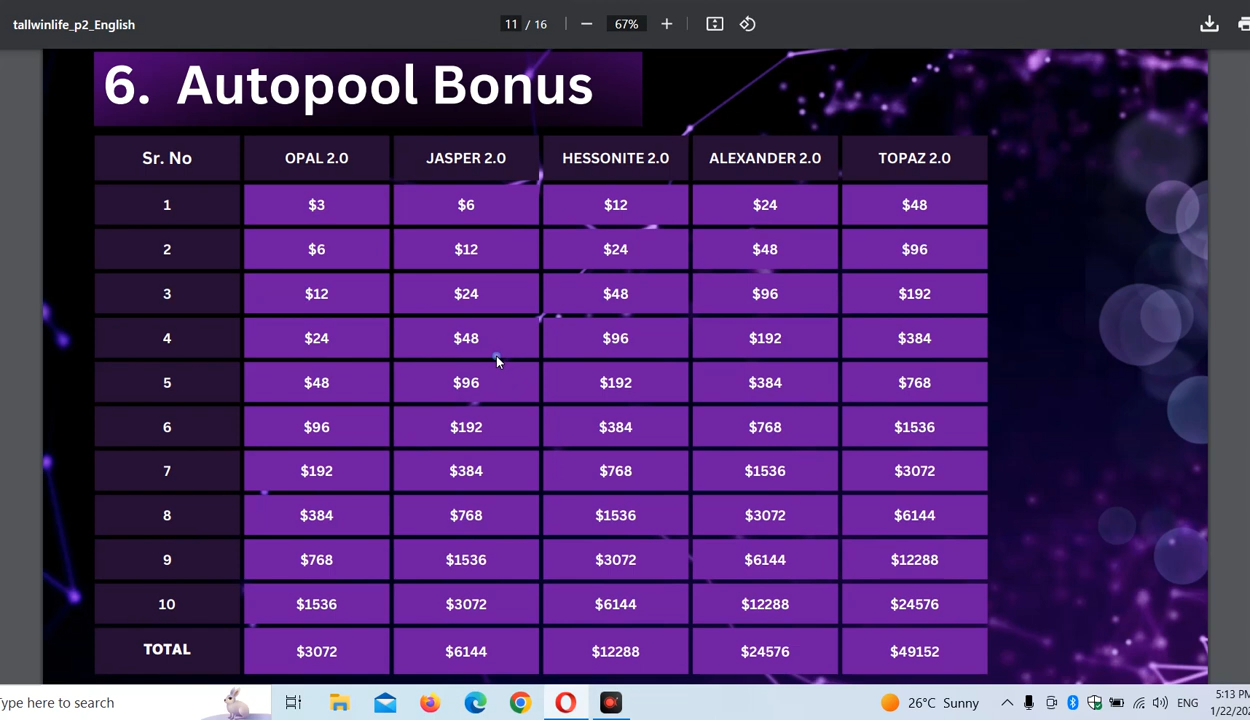 tallwinlife_p2_English
11 / 16
67%
6. Autopool Bonus
Sr. No OPAL 2.0 JASPER 2.0 HESSONITE 2.0 ALEXANDER 2.0 TOPAZ 2.0
1 $3 $6 $12 $24 $48
2 $6 $12 $24 $48 $96
3 $12 $24 $48 $96 $192
4 $24 $48 $96 $192 $384
5 $48 $96 $192 $384 $768
6 $96 $192 $384 $768 $1536
7 $192 $384 $768 $1536 $3072
8 $384 $768 $1536 $3072 $6144
9 $768 $1536 $3072 $6144 $12288
10 $1536 $3072 $6144 $12288 $24576
TOTAL $3072 $6144 $12288 $24576 $49152
Type here to search
26°C Sunny
ENG
5:13 PM
1/22/20